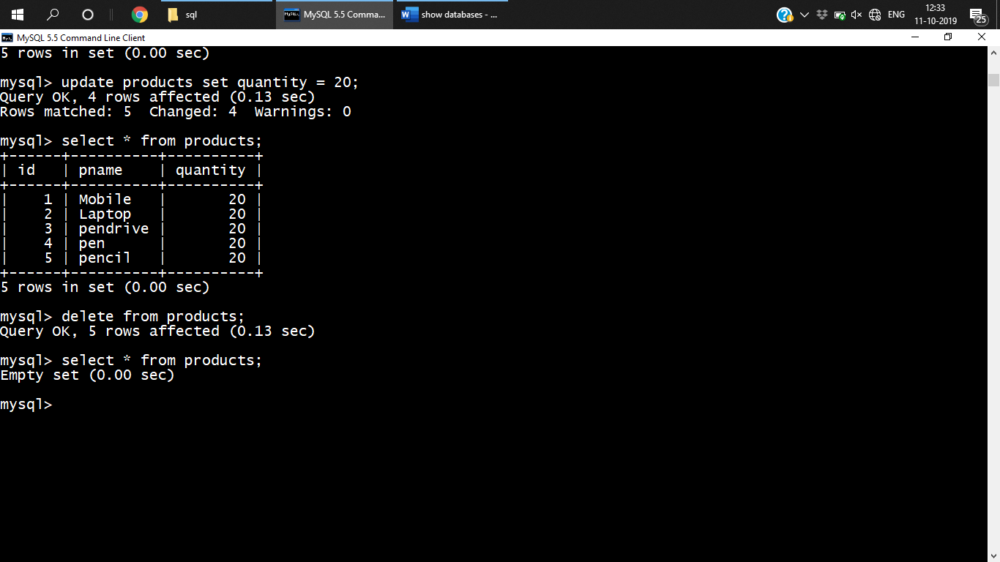 sql
MySQL 5.5 Comma...
show databases - ...
ENG
12:33
11-10-2019
25
MySQL 5.5 Command Line Client
5 rows in set (0.00 sec)
mysql> update products set quantity = 20;
Query OK, 4 rows affected (0.13 sec)
Rows matched: 5  Changed: 4  Warnings: 0
mysql> select * from products;
+------+----------+----------+
| id   | pname    | quantity |
+------+----------+----------+
|    1 | Mobile   |       20 |
|    2 | Laptop   |       20 |
|    3 | pendrive |       20 |
|    4 | pen      |       20 |
|    5 | pencil   |       20 |
+------+----------+----------+
5 rows in set (0.00 sec)
mysql> delete from products;
Query OK, 5 rows affected (0.13 sec)
mysql> select * from products;
Empty set (0.00 sec)
mysql>